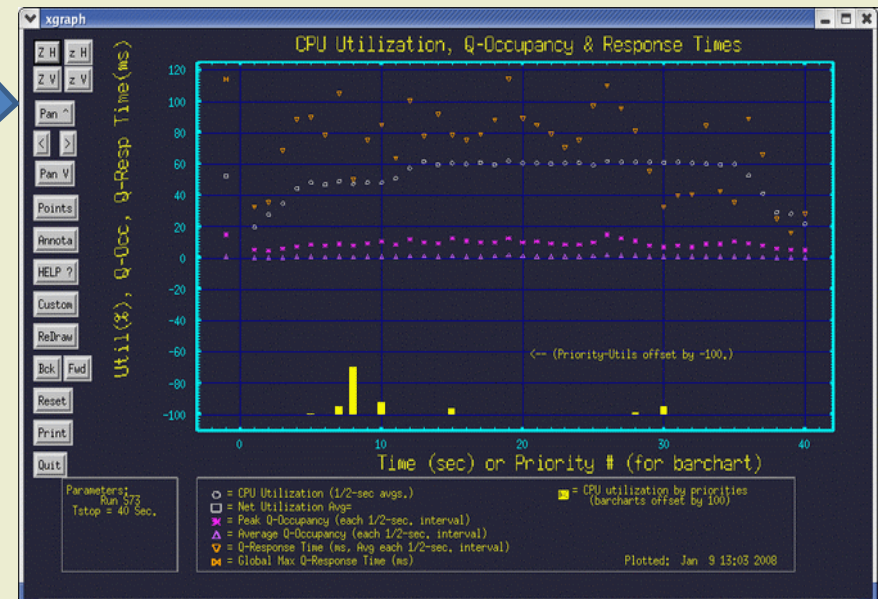 xgraph
CPU Utilization, Q-Occupancy & Response Times
Z H z H
Z V z V
Pan ^
< >
Pan V
Points
Annota
HELP ?
Custom
ReDraw
Bck Fwd
Reset
Print
Quit
Util(%), Q-Occ, Q-Resp Time(ms)
120
100
80
60
40
20
0
-20
-40
-60
-80
-100
<-- (Priority-Utils offset by -100.)
0 10 20 30 40
Time (sec) or Priority # (for barchart)
Parameters:
Run S73
Tstop = 40 Sec.
= CPU Utilization (1/2-sec avgs.)
= Net Utilization Avg=
= Peak Q-Occupancy (each 1/2-sec. interval)
= Average Q-Occupancy (each 1/2-sec. interval)
= Q-Response Time (ms, Avg each 1/2-sec. interval)
= Global Max Q-Response Time (ms)
= CPU utilization by priorities
(barcharts offset by 100)
Plotted: Jan 9 13:03 2008